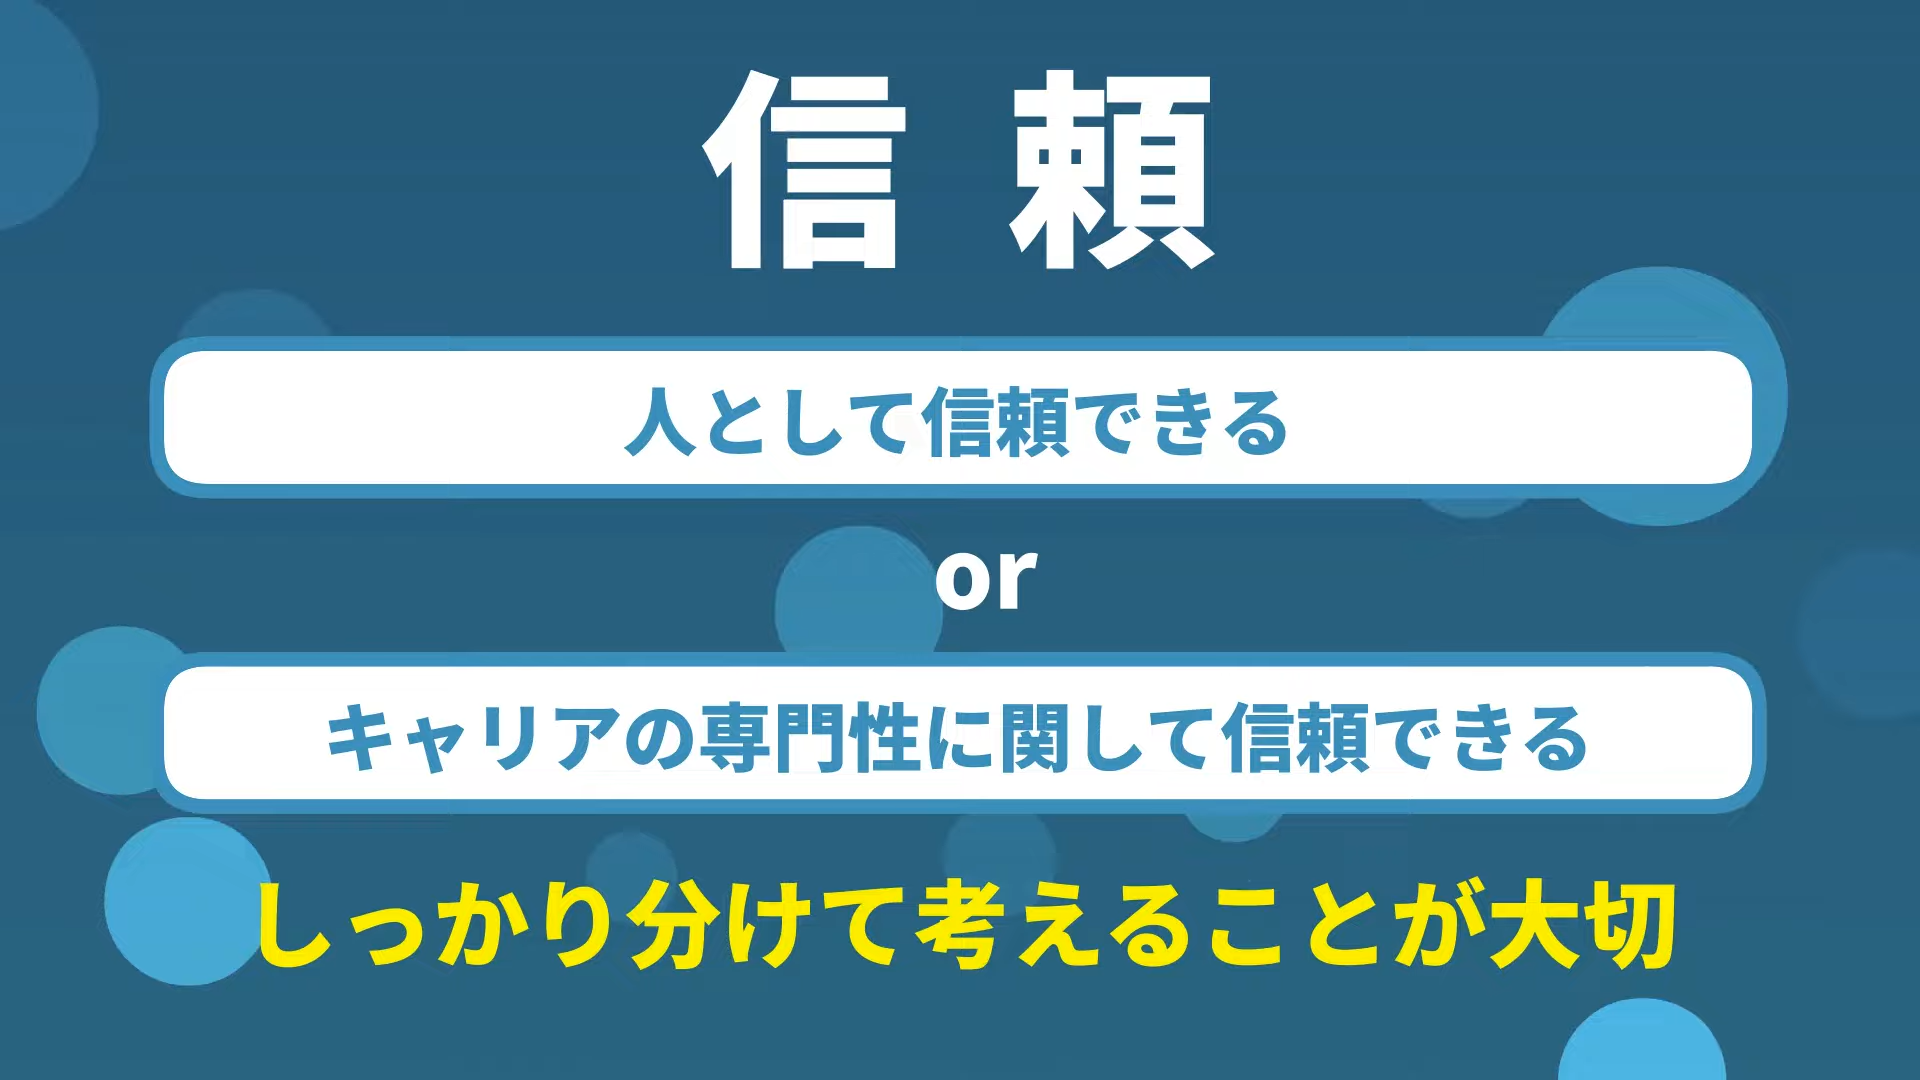 信頼
人として信頼できる
or
キャリアの専門性に関して信頼できる
しっかり分けて考えることが大切